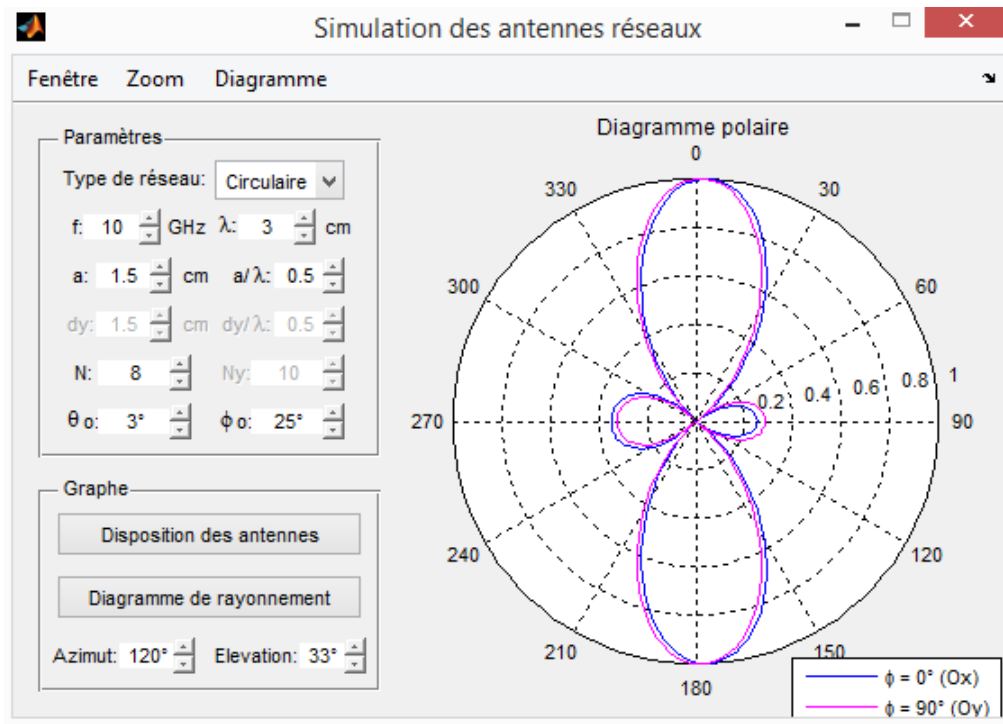 Simulation des antennes réseaux
Fenêtre Zoom Diagramme
Paramètres
Type de réseau: Circulaire
f: 10 GHz λ: 3 cm
a: 1.5 cm a/λ: 0.5
dy: 1.5 cm dy/λ: 0.5
N: 8 Ny: 10
θo: 3° ϕo: 25°
Graphe
Disposition des antennes
Diagramme de rayonnement
Azimut: 120° Elevation: 33°
Diagramme polaire
0
330 30
300 60
0.2 0.4 0.6 0.8 1
270 90
240 120
210 150
180
ϕ = 0° (Ox)
ϕ = 90° (Oy)